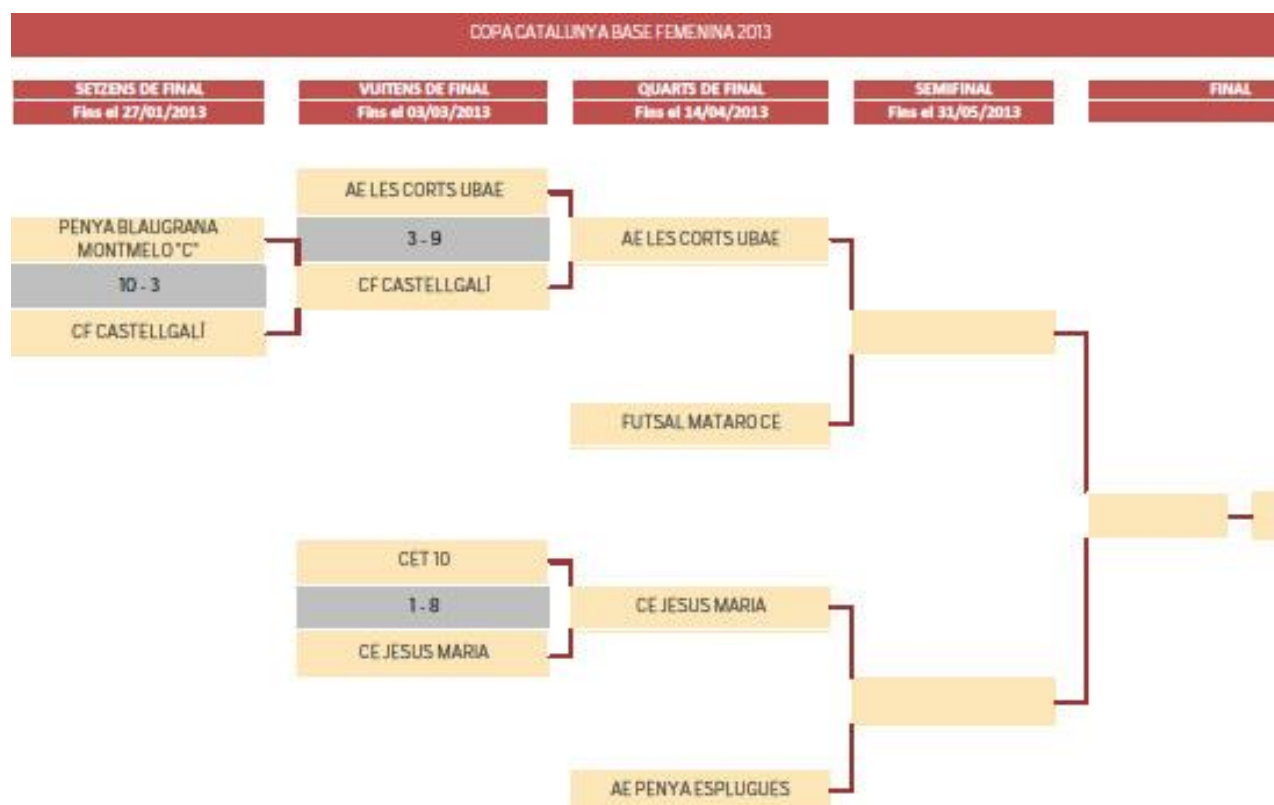 COPA CATALUNYA BASE FEMENINA 2013
SETZENS DE FINAL
Fins el 27/01/2013
VUITENS DE FINAL
Fins el 03/03/2013
QUARTS DE FINAL
Fins el 14/04/2013
SEMIFINAL
Fins el 31/05/2013
FINAL
PENYA BLAUGRANA
MONTMELO "C"
10 - 3
CF CASTELLGALÍ
AE LES CORTS UBAE
3 - 9
CF CASTELLGALÍ
AE LES CORTS UBAE
FUTSAL MATARO CE
CET 10
1 - 8
CE JESUS MARIA
CE JESUS MARIA
AE PENYA ESPLUGUES